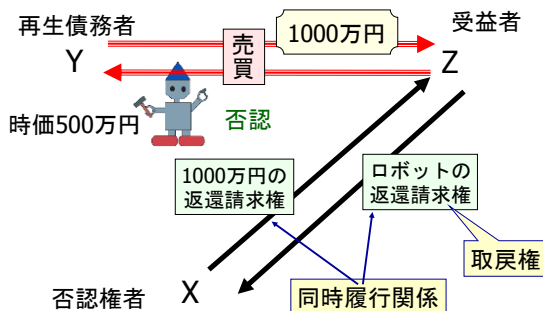 再生債務者
Y
売買
1000万円
受益者
Z
時価500万円
否認
1000万円の
返還請求権
ロボットの
返還請求権
取戻権
否認権者
X
同時履行関係